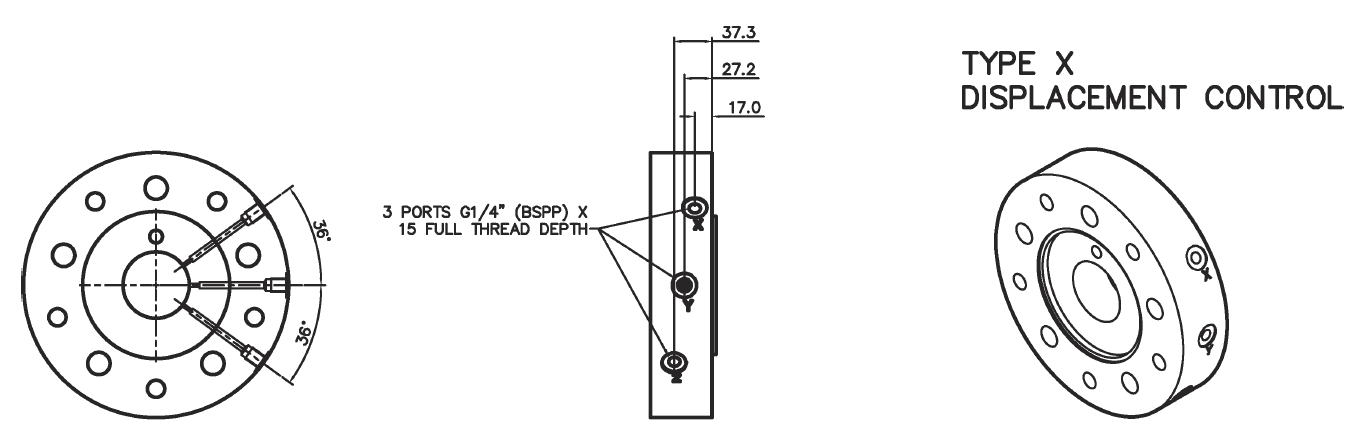 37.3
27.2
17.0
TYPE X
DISPLACEMENT CONTROL
3 PORTS G1/4" (BSPP) X
15 FULL THREAD DEPTH
36°
36°
X
Y
Z
X
Y